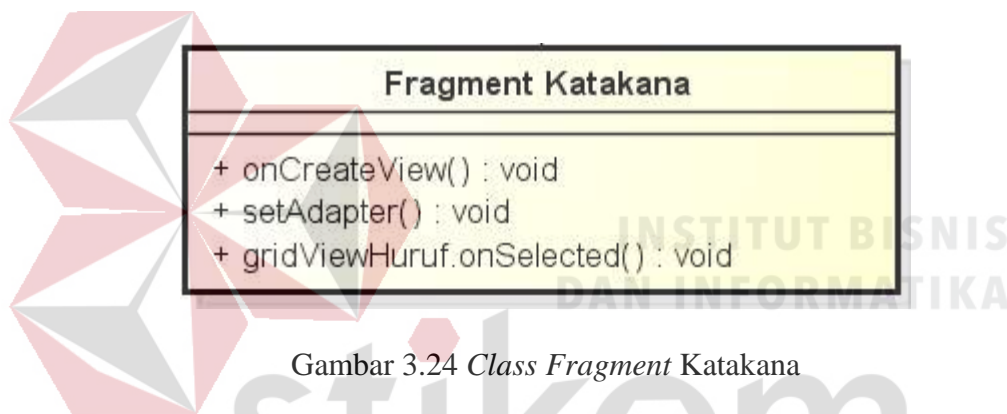 Fragment Katakana
+ onCreateView() : void
+ setAdapter() : void
+ gridViewHuruf.onSelected() : void
INSTITUT BISNIS
DAN INFORMATIKA
Gambar 3.24 Class Fragment Katakana
stikom